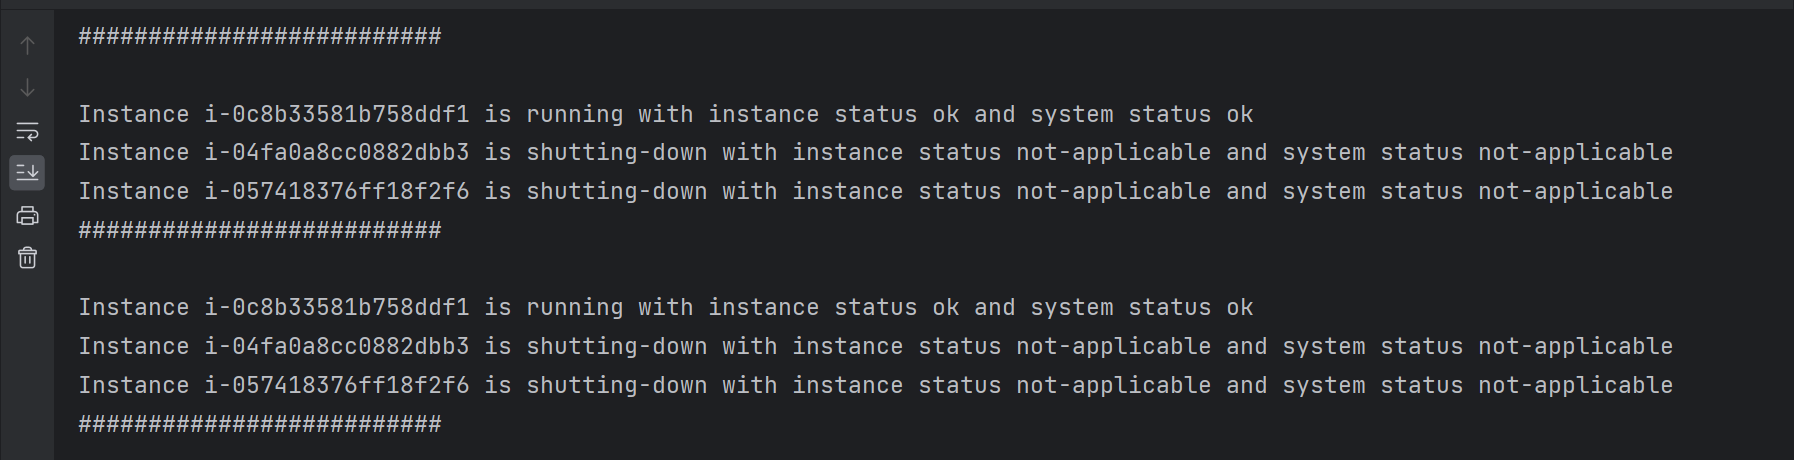 ##########################
Instance i-0c8b33581b758ddf1 is running with instance status ok and system status ok
Instance i-04fa0a8cc0882dbb3 is shutting-down with instance status not-applicable and system status not-applicable
Instance i-057418376ff18f2f6 is shutting-down with instance status not-applicable and system status not-applicable
##########################
Instance i-0c8b33581b758ddf1 is running with instance status ok and system status ok
Instance i-04fa0a8cc0882dbb3 is shutting-down with instance status not-applicable and system status not-applicable
Instance i-057418376ff18f2f6 is shutting-down with instance status not-applicable and system status not-applicable
##########################